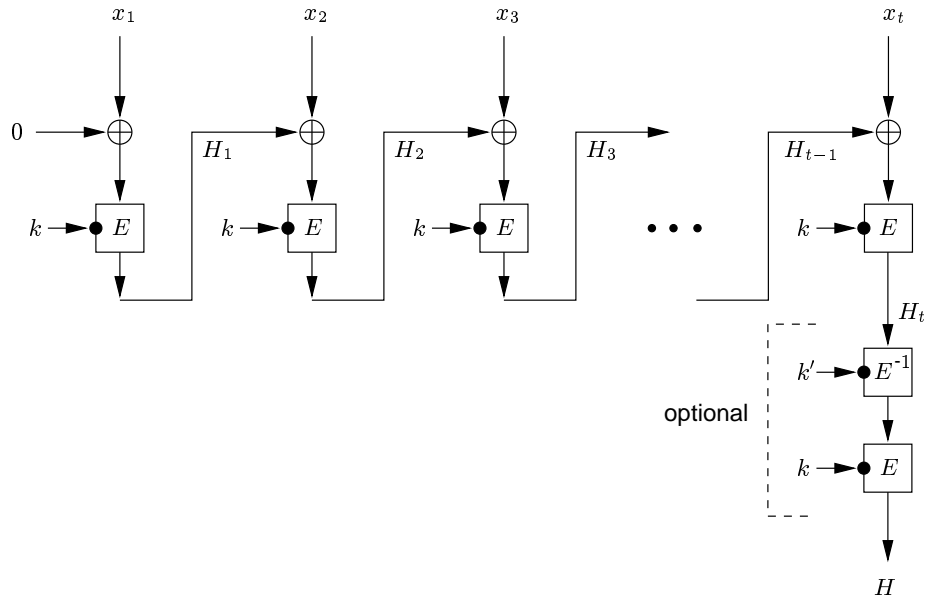 x₁ x₂ x₃ xₜ
0
H₁ H₂ H₃ Hₜ₋₁
k E k E k E • • • k E
Hₜ
k′ E⁻¹
optional
k E
H